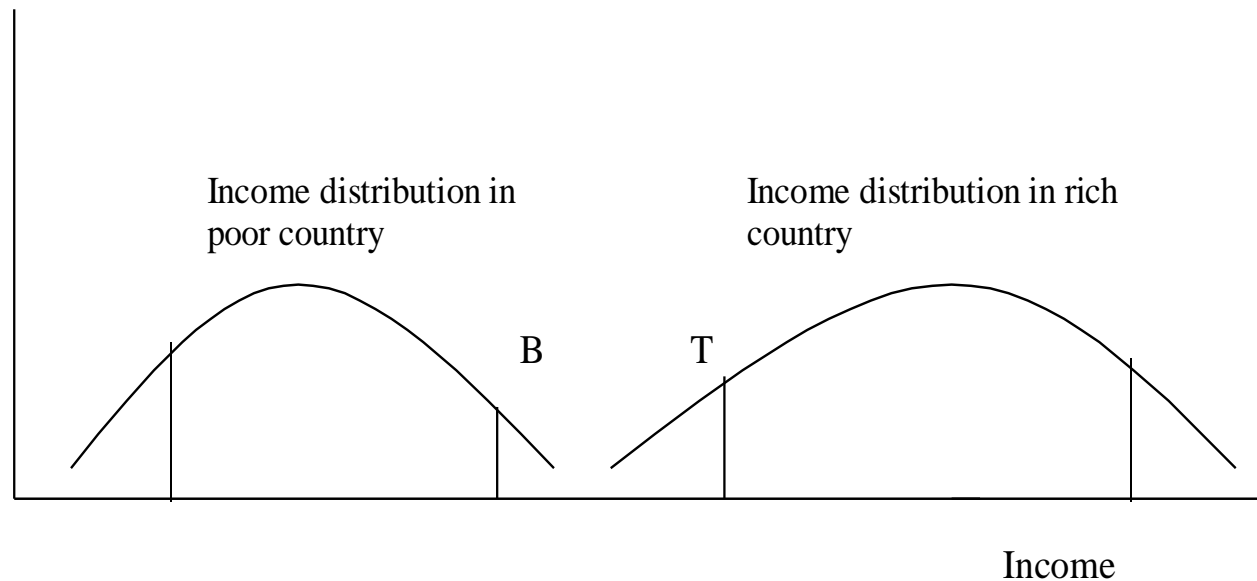 Income distribution in
poor country
Income distribution in rich
country
B
T
Income